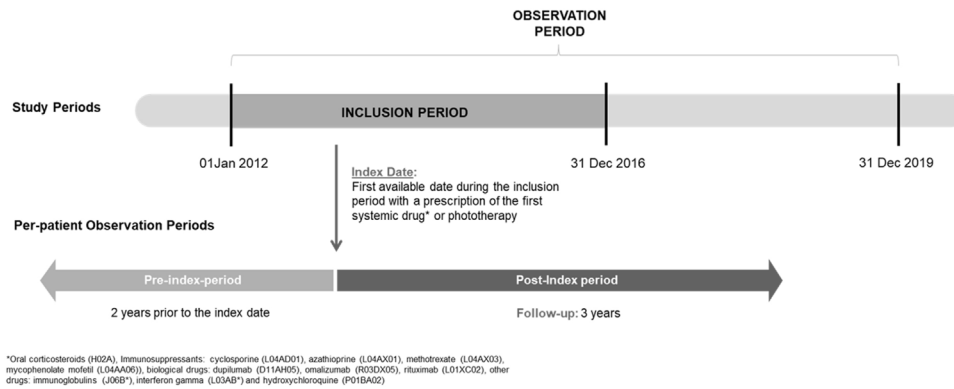 OBSERVATION
PERIOD
Study Periods
INCLUSION PERIOD
01Jan 2012
31 Dec 2016
31 Dec 2019
Index Date:
First available date during the inclusion
period with a prescription of the first
systemic drug* or phototherapy
Per-patient Observation Periods
Pre-index-period
Post-Index period
2 years prior to the index date
Follow-up: 3 years
*Oral corticosteroids (H02A), Immunosuppressants: cyclosporine (L04AD01), azathioprine (L04AX01), methotrexate (L04AX03),
mycophenolate mofetil (L04AA06)), biological drugs: dupilumab (D11AH05), omalizumab (R03DX05), rituximab (L01XC02), other
drugs: immunoglobulins (J06B*), interferon gamma (L03AB*) and hydroxychloroquine (P01BA02)